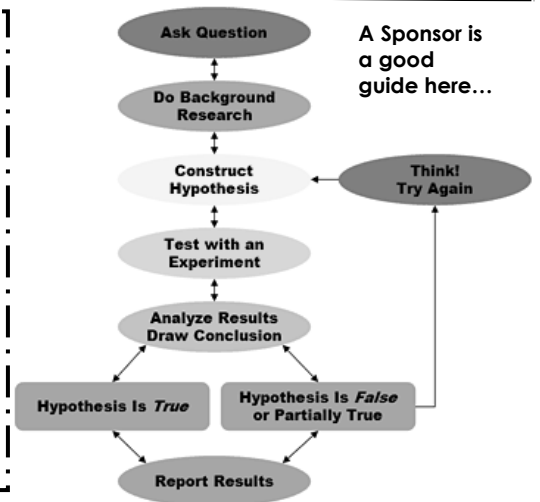 Ask Question
A Sponsor is
a good
guide here…
Do Background
Research
Construct
Hypothesis
Think!
Try Again
Test with an
Experiment
Analyze Results
Draw Conclusion
Hypothesis Is True
Hypothesis Is False
or Partially True
Report Results